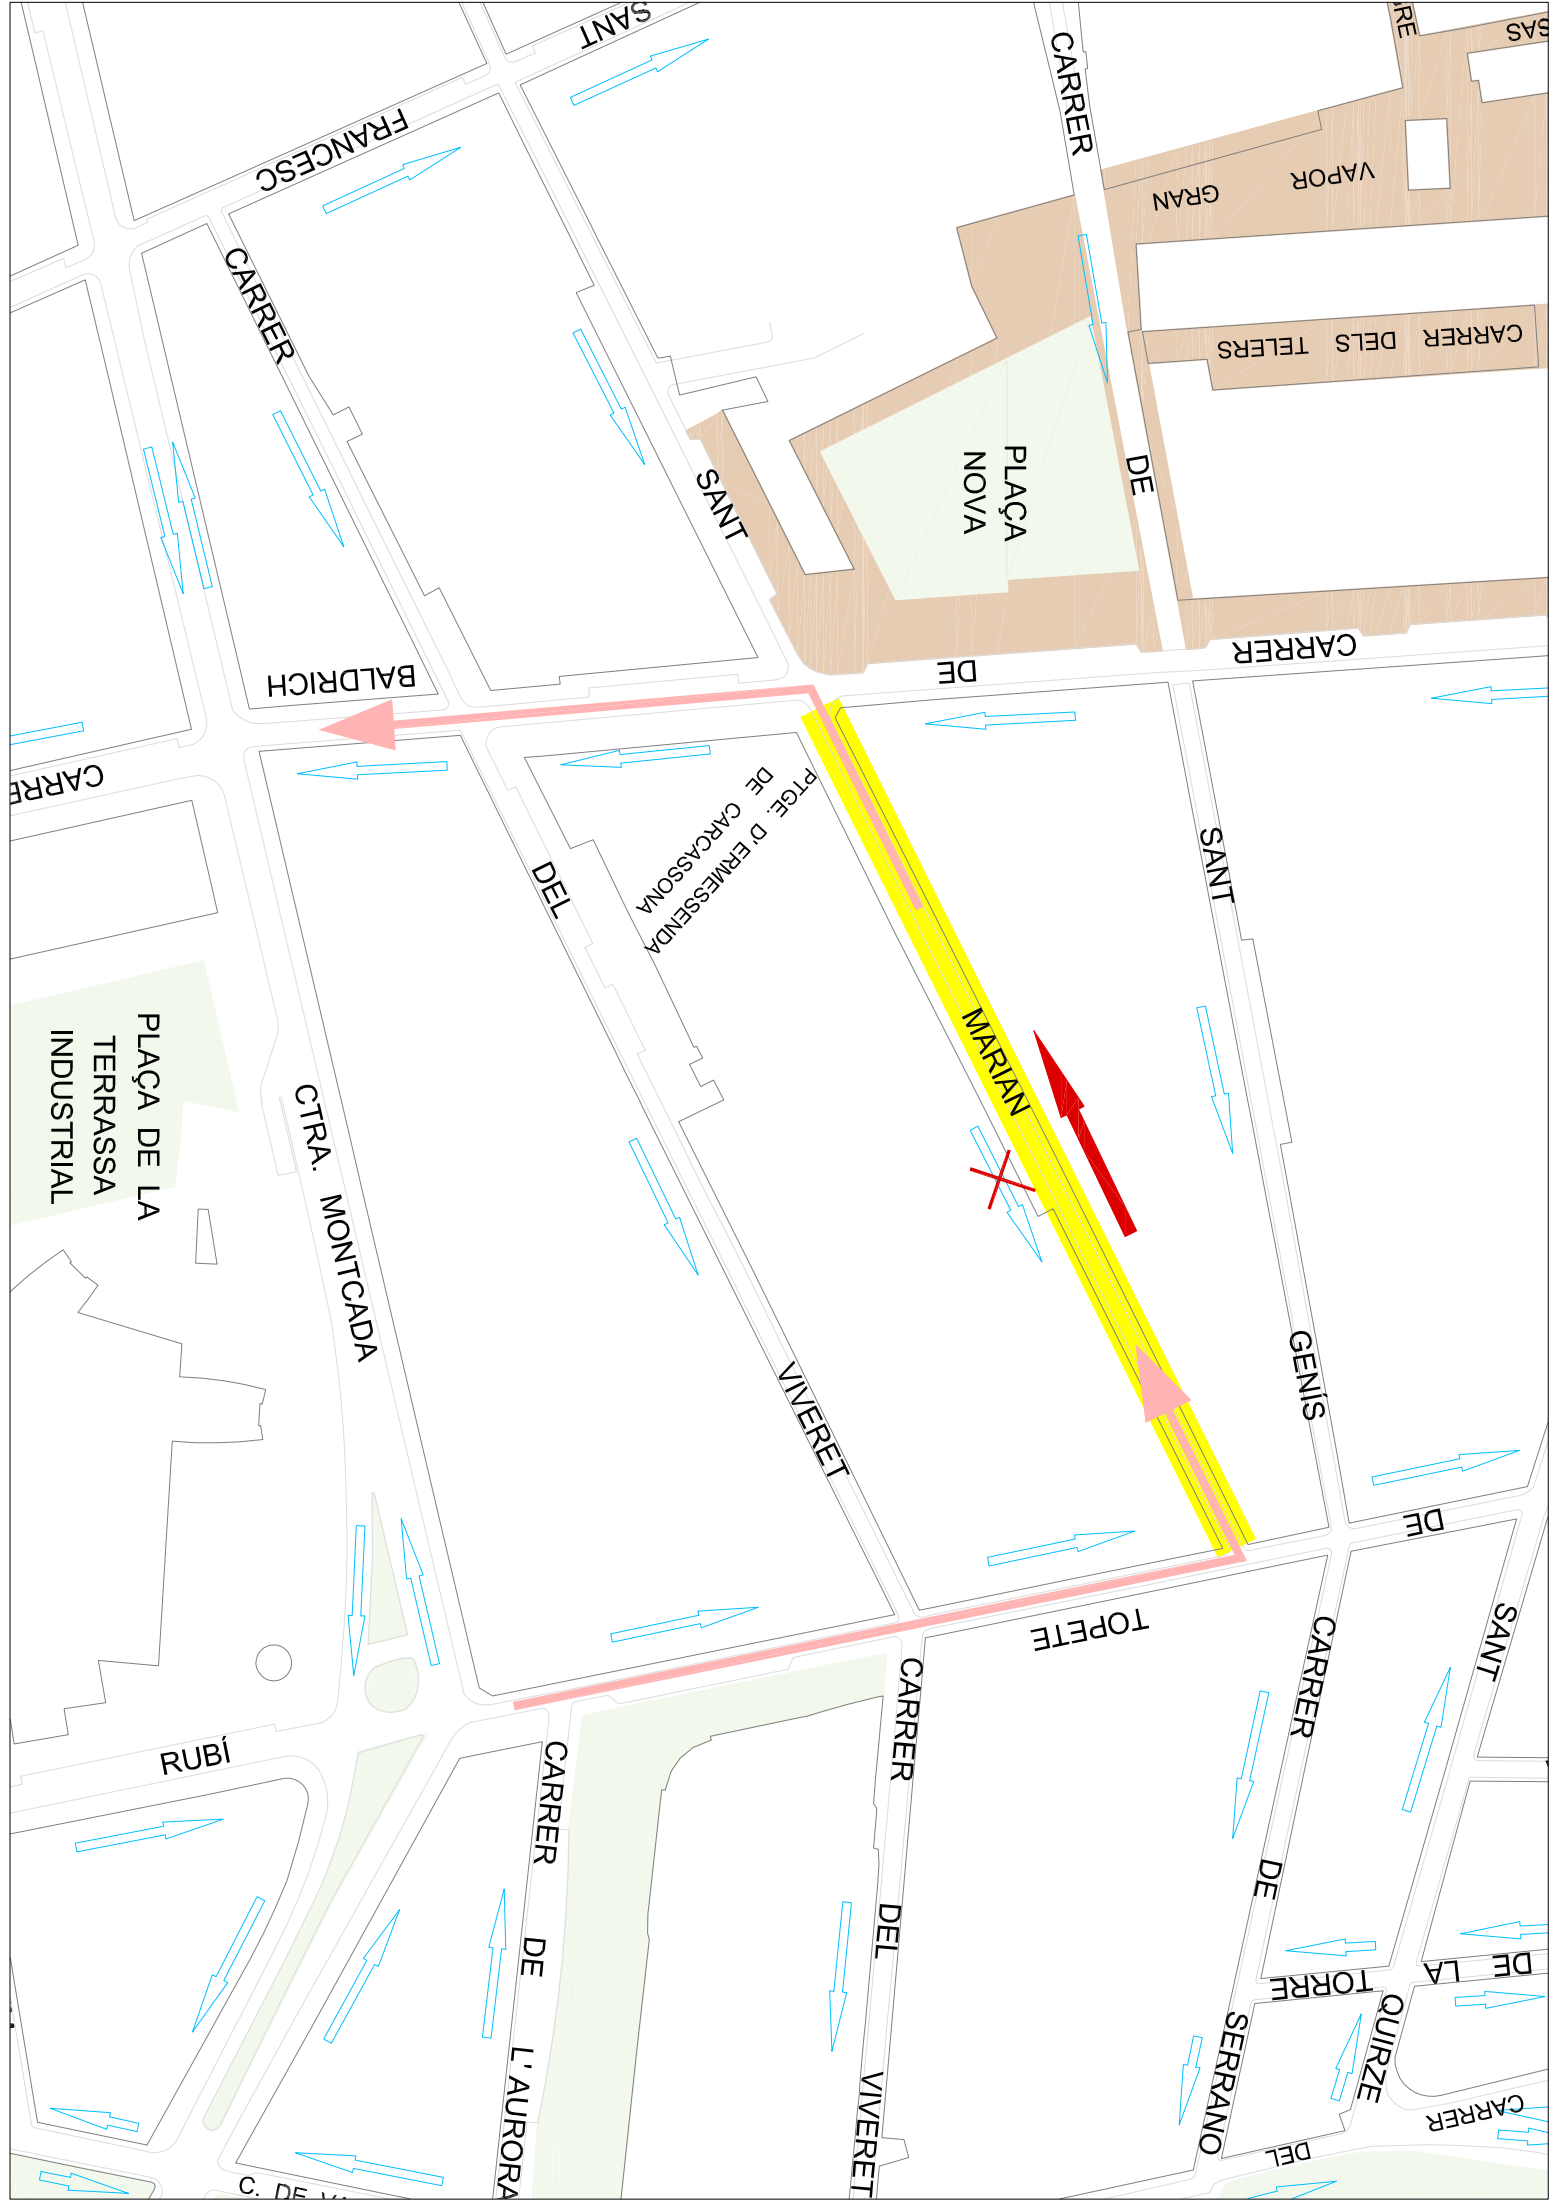 SANT
FRANCESC
CARRER
CARRER
GRAN
VAPOR
CARRER DELS TELERS
PLAÇA
NOVA
SANT
DE
CARRER
DE
BALDRICH
PTGE. D'ERMESSENDA
DE CARCASSONA
DEL
SANT
MARIAN
PLAÇA DE LA
TERRASSA
INDUSTRIAL
CTRA. MONTCADA
VIVERET
GENÍS
DE
TOPETE
RUBÍ
CARRER
DE
L'AURORA
CARRER
DEL
VIVERET
CARRER
DE
SERRANO
SANT
QUIRZE
TORRE
DE LA
CARRER
DEL
C. DE